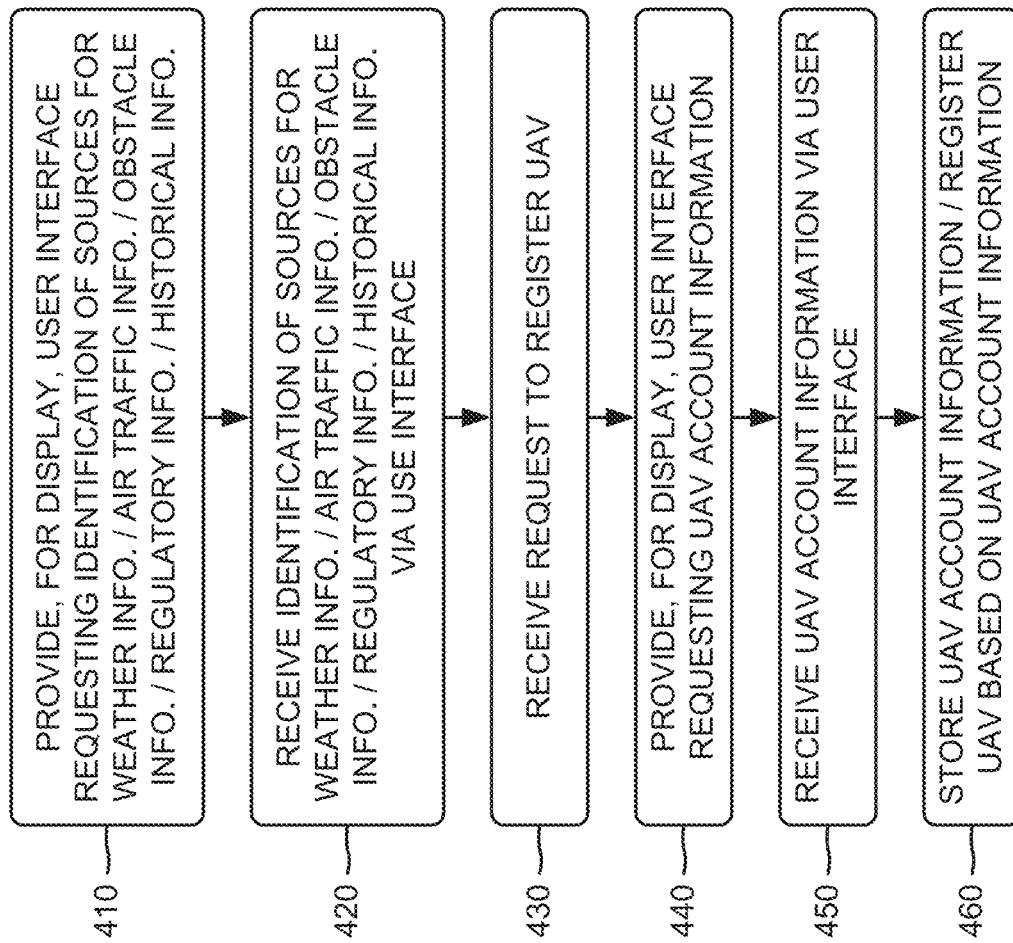 410
PROVIDE, FOR DISPLAY, USER INTERFACE
REQUESTING IDENTIFICATION OF SOURCES FOR
WEATHER INFO. / AIR TRAFFIC INFO. / OBSTACLE
INFO. / REGULATORY INFO. / HISTORICAL INFO.
420
RECEIVE IDENTIFICATION OF SOURCES FOR
WEATHER INFO. / AIR TRAFFIC INFO. / OBSTACLE
INFO. / REGULATORY INFO. / HISTORICAL INFO.
VIA USE INTERFACE
430
RECEIVE REQUEST TO REGISTER UAV
440
PROVIDE, FOR DISPLAY, USER INTERFACE
REQUESTING UAV ACCOUNT INFORMATION
450
RECEIVE UAV ACCOUNT INFORMATION VIA USER
INTERFACE
460
STORE UAV ACCOUNT INFORMATION / REGISTER
UAV BASED ON UAV ACCOUNT INFORMATION